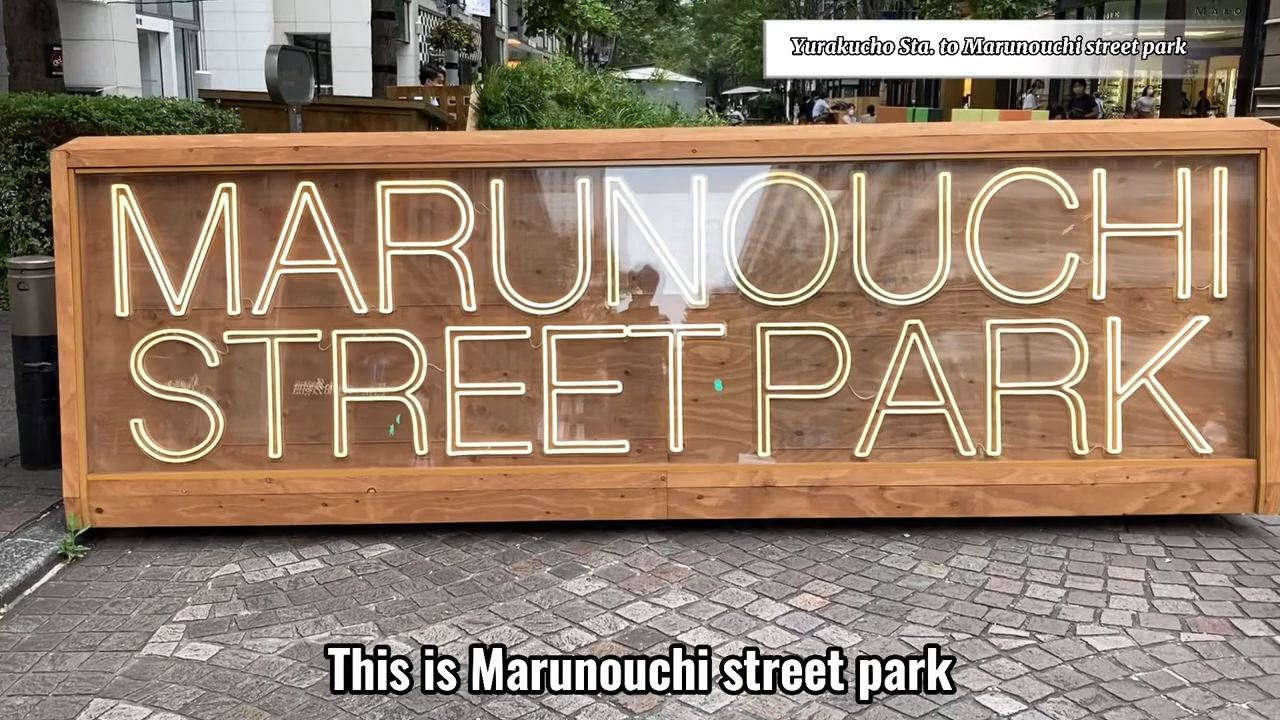 Yurakucho Sta. to Marunouchi street park
MARUNOUCHI
STREET PARK
This is Marunouchi street park